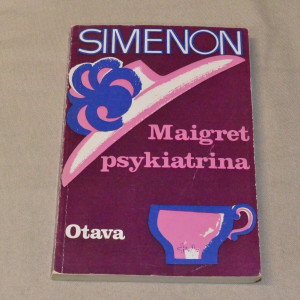 SIMENON
Maigret
psykiatrina
Otava